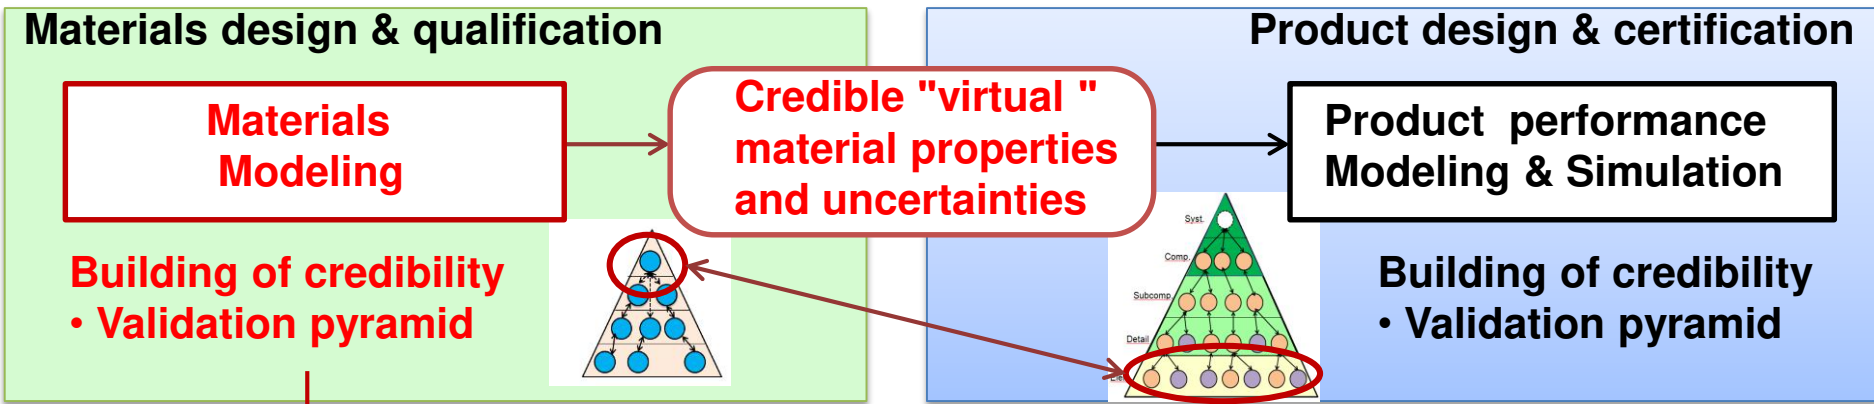 Materials design & qualification
Product design & certification
Materials
Modeling
Credible "virtual "
material properties
and uncertainties
Product performance
Modeling & Simulation
Building of credibility
• Validation pyramid
Syst.
Comp.
Subcomp.
Detail
Building of credibility
• Validation pyramid